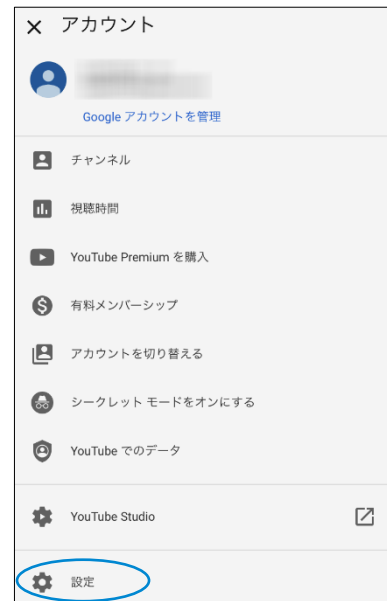 アカウント
Google アカウントを管理
チャンネル
視聴時間
YouTube Premium を購入
有料メンバーシップ
アカウントを切り替える
シークレット モードをオンにする
YouTube でのデータ
YouTube Studio
設定